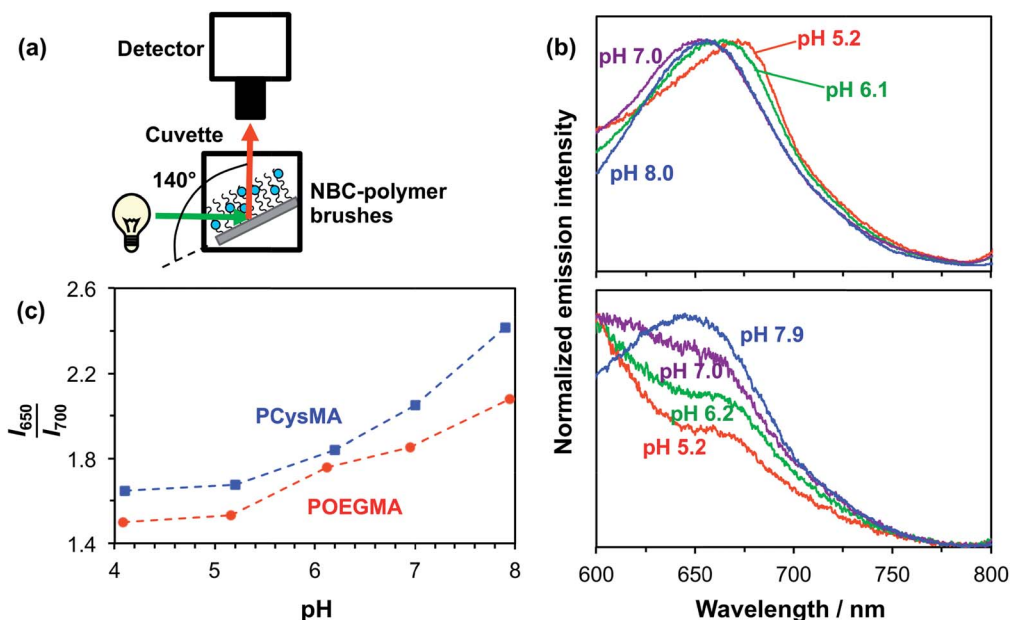 (a)
Detector
Cuvette
140°
NBC-polymer
brushes
(b)
pH 7.0
pH 5.2
pH 6.1
pH 8.0
pH 7.9
pH 7.0
pH 6.2
pH 5.2
Normalized emission intensity
600 650 700 750 800
Wavelength / nm
(c)
2.6
2.2
1.8
1.4
I650
I700
PCysMA
POEGMA
4 5 6 7 8
pH